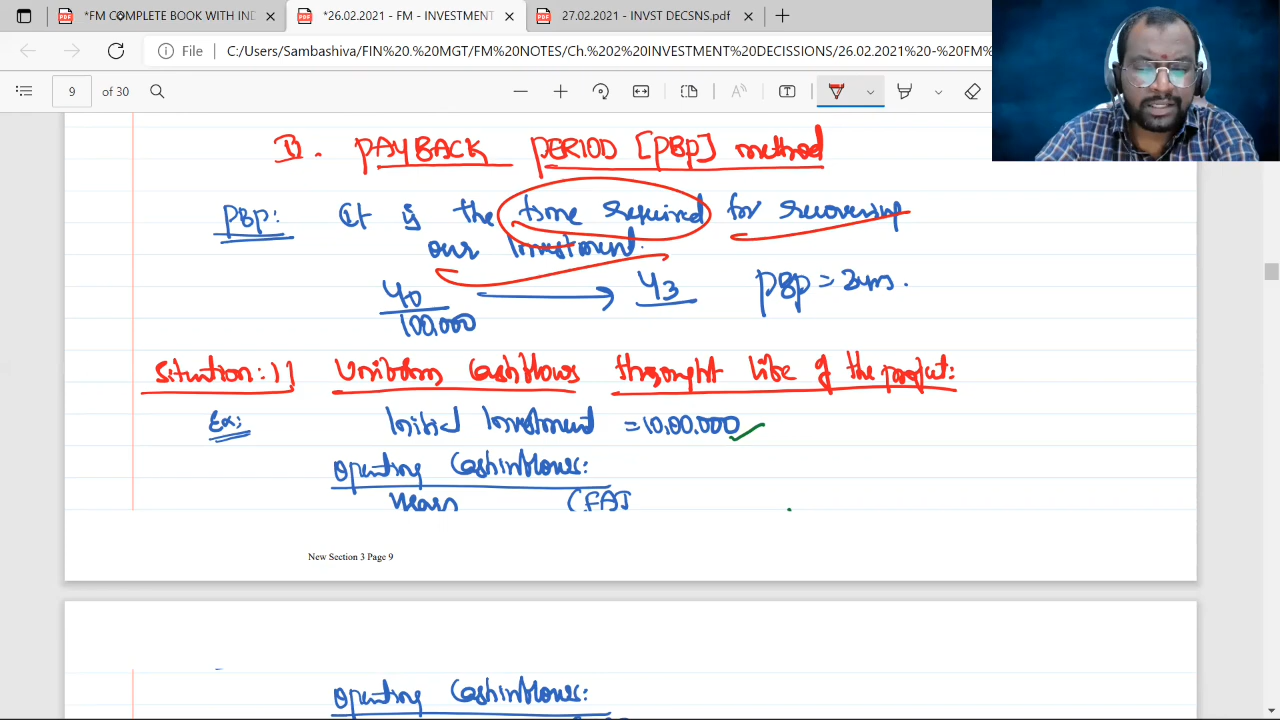 *FM COMPLETE BOOK WITH IND
*26.02.2021 - FM - INVESTMENT
27.02.2021 - INVST DECSNS.pdf
File C:/Users/Sambashiva/FIN%20.%20MGT/FM%20NOTES/Ch.%202%20INVESTMENT%20DECISSIONS/26.02.2021%20-%20FM%
9 of 30
II. PAYBACK PERIOD [PBP] method
PBP: It is the time required for recovering
our Investment.
Y0 Y3 PBP = 3yrs.
100,000
Situation:1] Uniform Cashflows throught life of the project:
Ex: Initial Investment =10,00,000
Operating Cashinflows:
Years CFAT
New Section 3 Page 9
Operating Cashinflows: